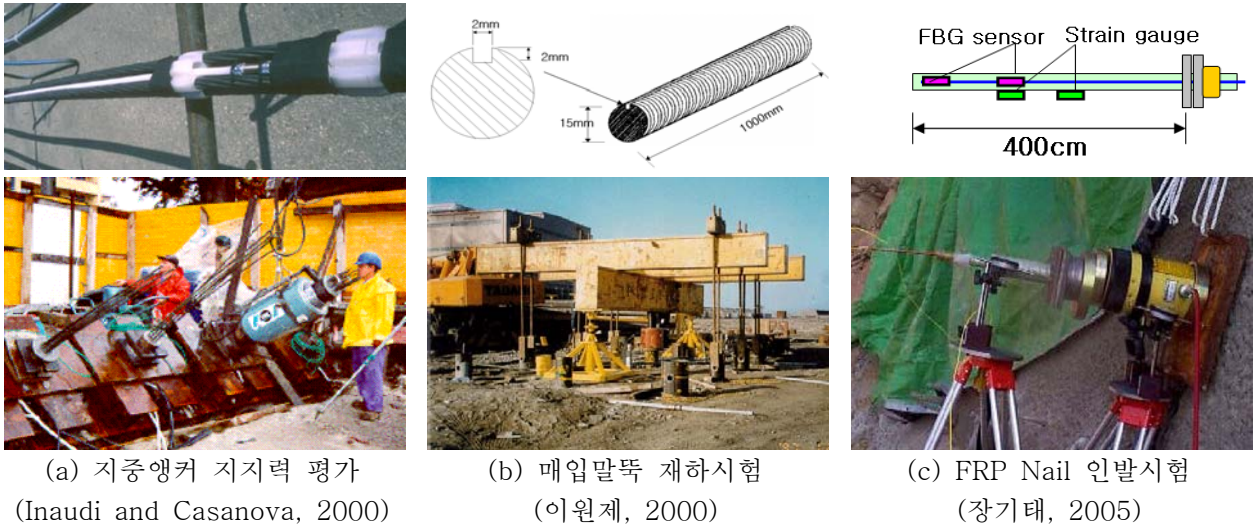 2mm
2mm
15mm
1000mm
FBG sensor
Strain gauge
400cm
(a) 지중앵커 지지력 평가
(Inaudi and Casanova, 2000)
(b) 매입말뚝 재하시험
(이원제, 2000)
(c) FRP Nail 인발시험
(장기태, 2005)